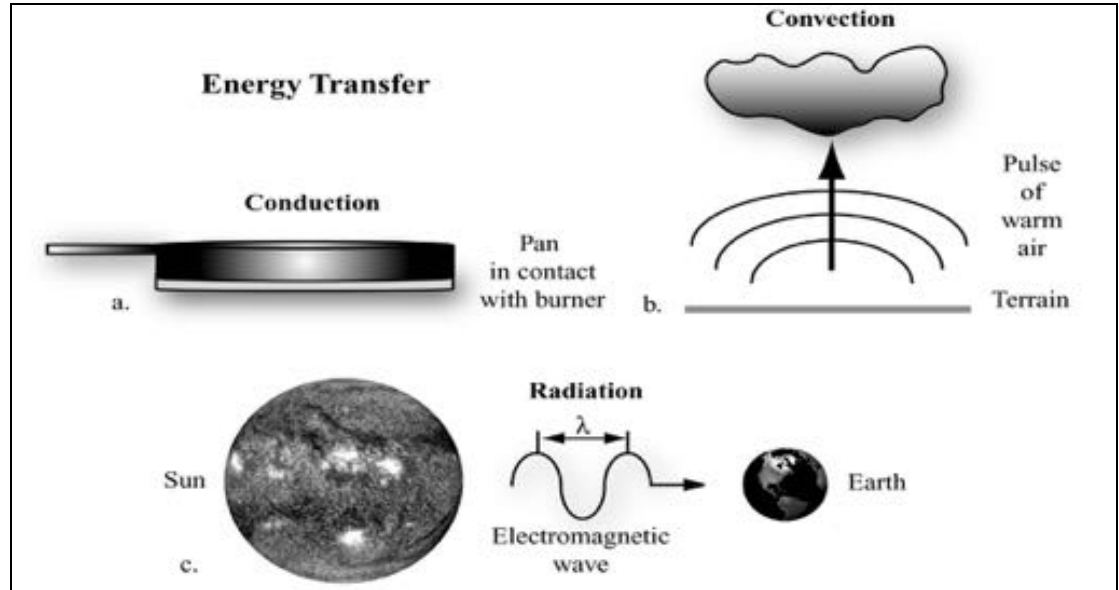 Energy Transfer
Conduction
Pan
in contact
with burner
a.
Convection
Pulse
of
warm
air
Terrain
b.
Radiation
λ
Sun
Electromagnetic
wave
Earth
c.